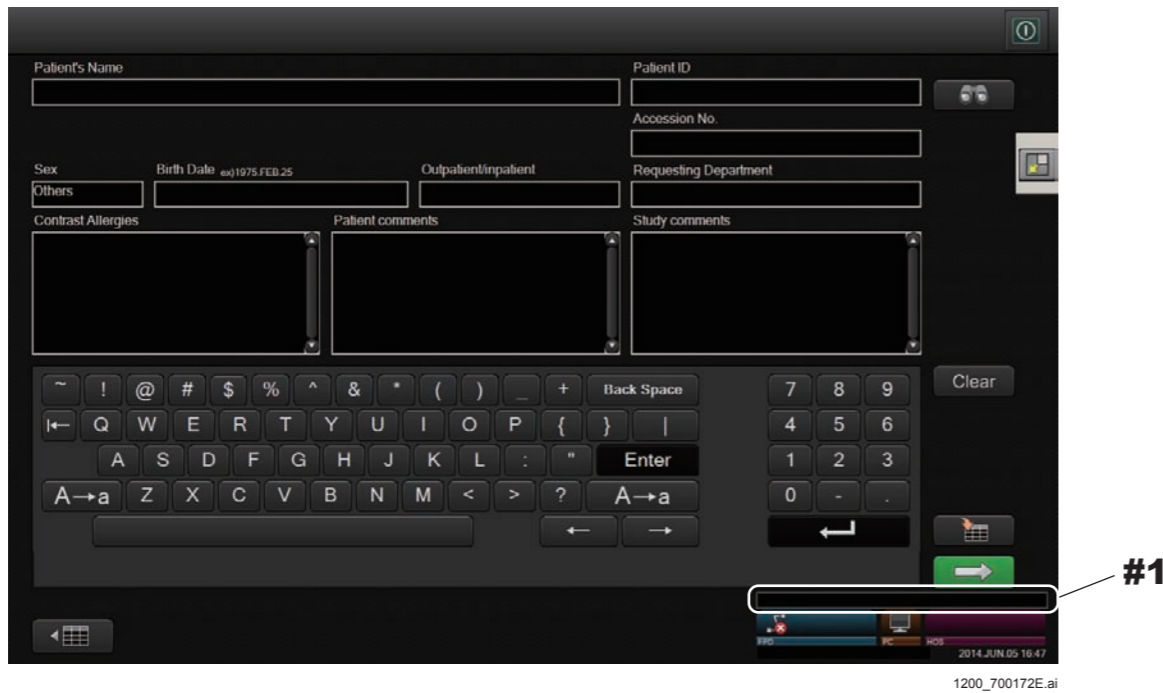 Patient's Name
Patient ID
Accession No.
Sex
Birth Date ex)1975.FEB.25
Outpatient/inpatient
Requesting Department
Others
Contrast Allergies
Patient comments
Study comments
~ ! @ # $ % ^ & * ( ) _ + Back Space 7 8 9 Clear
Q W E R T Y U I O P { } | 4 5 6
A S D F G H J K L : " Enter 1 2 3
A→a Z X C V B N M < > ? A→a 0 - .
← →
#1
FPD PC HOS
2014.JUN.05 16:47
1200_700172E.ai